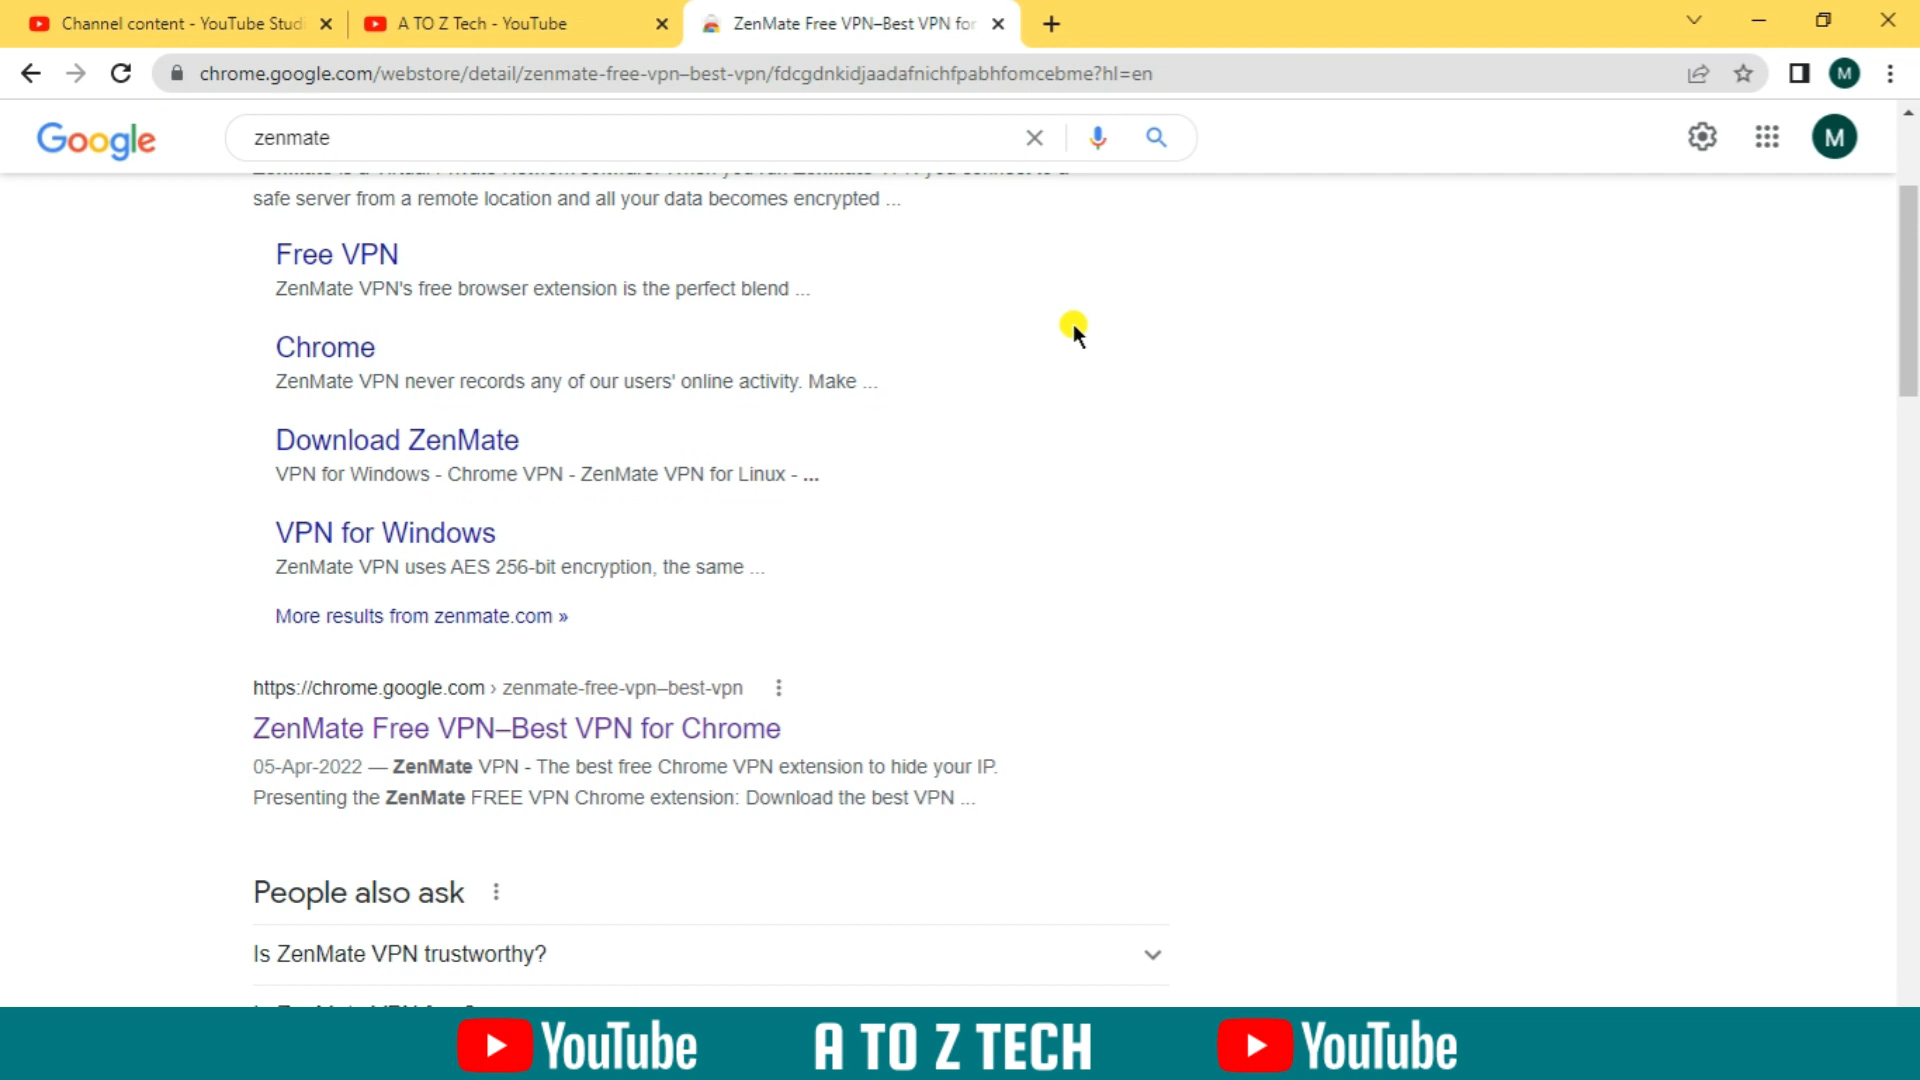 Channel content - YouTube Studi
A TO Z Tech - YouTube
ZenMate Free VPN–Best VPN for
chrome.google.com/webstore/detail/zenmate-free-vpn–best-vpn/fdcgdnkidjaadafnichfpabhfomcebme?hl=en
M
Google
zenmate
M
safe server from a remote location and all your data becomes encrypted ...
Free VPN
ZenMate VPN's free browser extension is the perfect blend ...
Chrome
ZenMate VPN never records any of our users' online activity. Make ...
Download ZenMate
VPN for Windows - Chrome VPN - ZenMate VPN for Linux - ...
VPN for Windows
ZenMate VPN uses AES 256-bit encryption, the same ...
More results from zenmate.com »
https://chrome.google.com › zenmate-free-vpn–best-vpn
ZenMate Free VPN–Best VPN for Chrome
05-Apr-2022 — ZenMate VPN - The best free Chrome VPN extension to hide your IP.
Presenting the ZenMate FREE VPN Chrome extension: Download the best VPN ...
People also ask
Is ZenMate VPN trustworthy?
YouTube A TO Z TECH YouTube